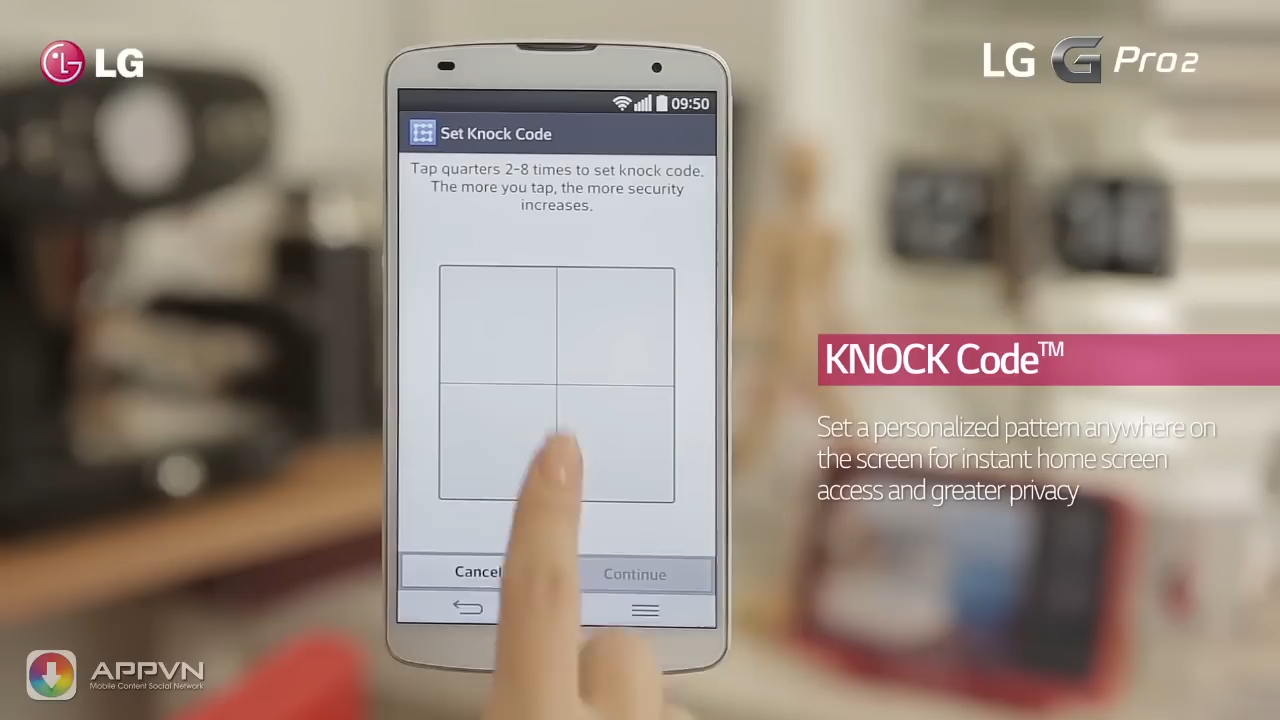 LG
LG G Pro2
09:50
Set Knock Code
Tap quarters 2-8 times to set knock code.
The more you tap, the more security
increases.
Cancel
Continue
KNOCK Code™
Set a personalized pattern anywhere on
the screen for instant home screen
access and greater privacy
APPVN
Mobile Content Social Network